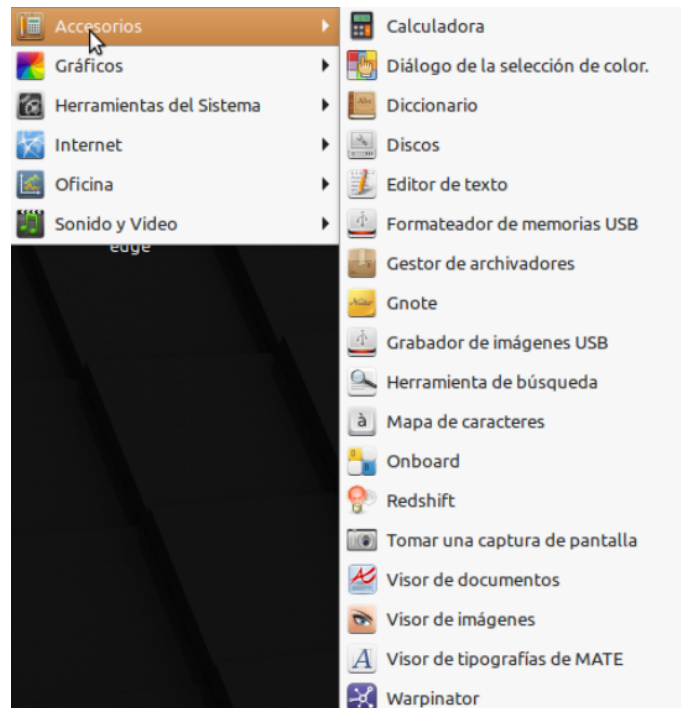 Accesorios
Gráficos
Herramientas del Sistema
Internet
Oficina
Sonido y Video
edge
Calculadora
Diálogo de la selección de color.
Diccionario
Discos
Editor de texto
Formateador de memorias USB
Gestor de archivadores
Gnote
Grabador de imágenes USB
Herramienta de búsqueda
Mapa de caracteres
Onboard
Redshift
Tomar una captura de pantalla
Visor de documentos
Visor de imágenes
Visor de tipografías de MATE
Warpinator